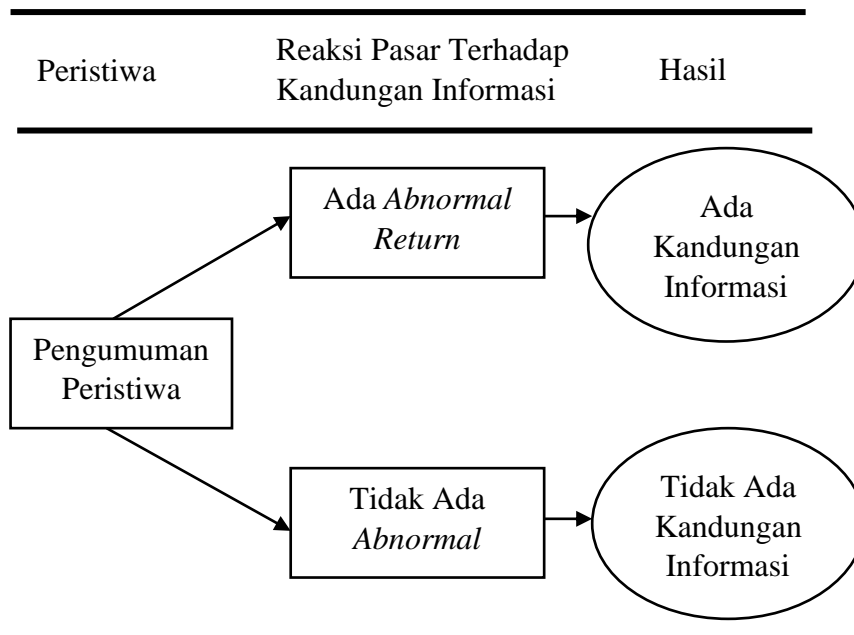 Peristiwa
Reaksi Pasar Terhadap
Kandungan Informasi
Hasil
Ada Abnormal
Return
Ada
Kandungan
Informasi
Pengumuman
Peristiwa
Tidak Ada
Abnormal
Tidak Ada
Kandungan
Informasi